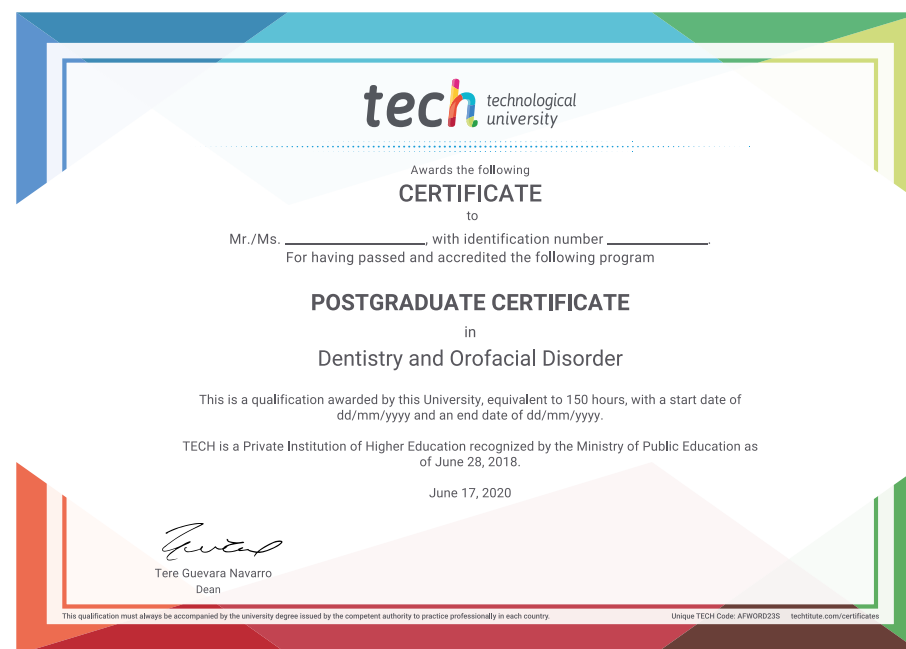 tech technological
university
Awards the following
CERTIFICATE
to
Mr./Ms. ____________________, with identification number ______________.
For having passed and accredited the following program
POSTGRADUATE CERTIFICATE
in
Dentistry and Orofacial Disorder
This is a qualification awarded by this University, equivalent to 150 hours, with a start date of
dd/mm/yyyy and an end date of dd/mm/yyyy.
TECH is a Private Institution of Higher Education recognized by the Ministry of Public Education as
of June 28, 2018.
June 17, 2020
Tere Guevara Navarro
Dean
This qualification must always be accompanied by the university degree issued by the competent authority to practice professionally in each country. Unique TECH Code: AFWORD23S techtitute.com/certificates